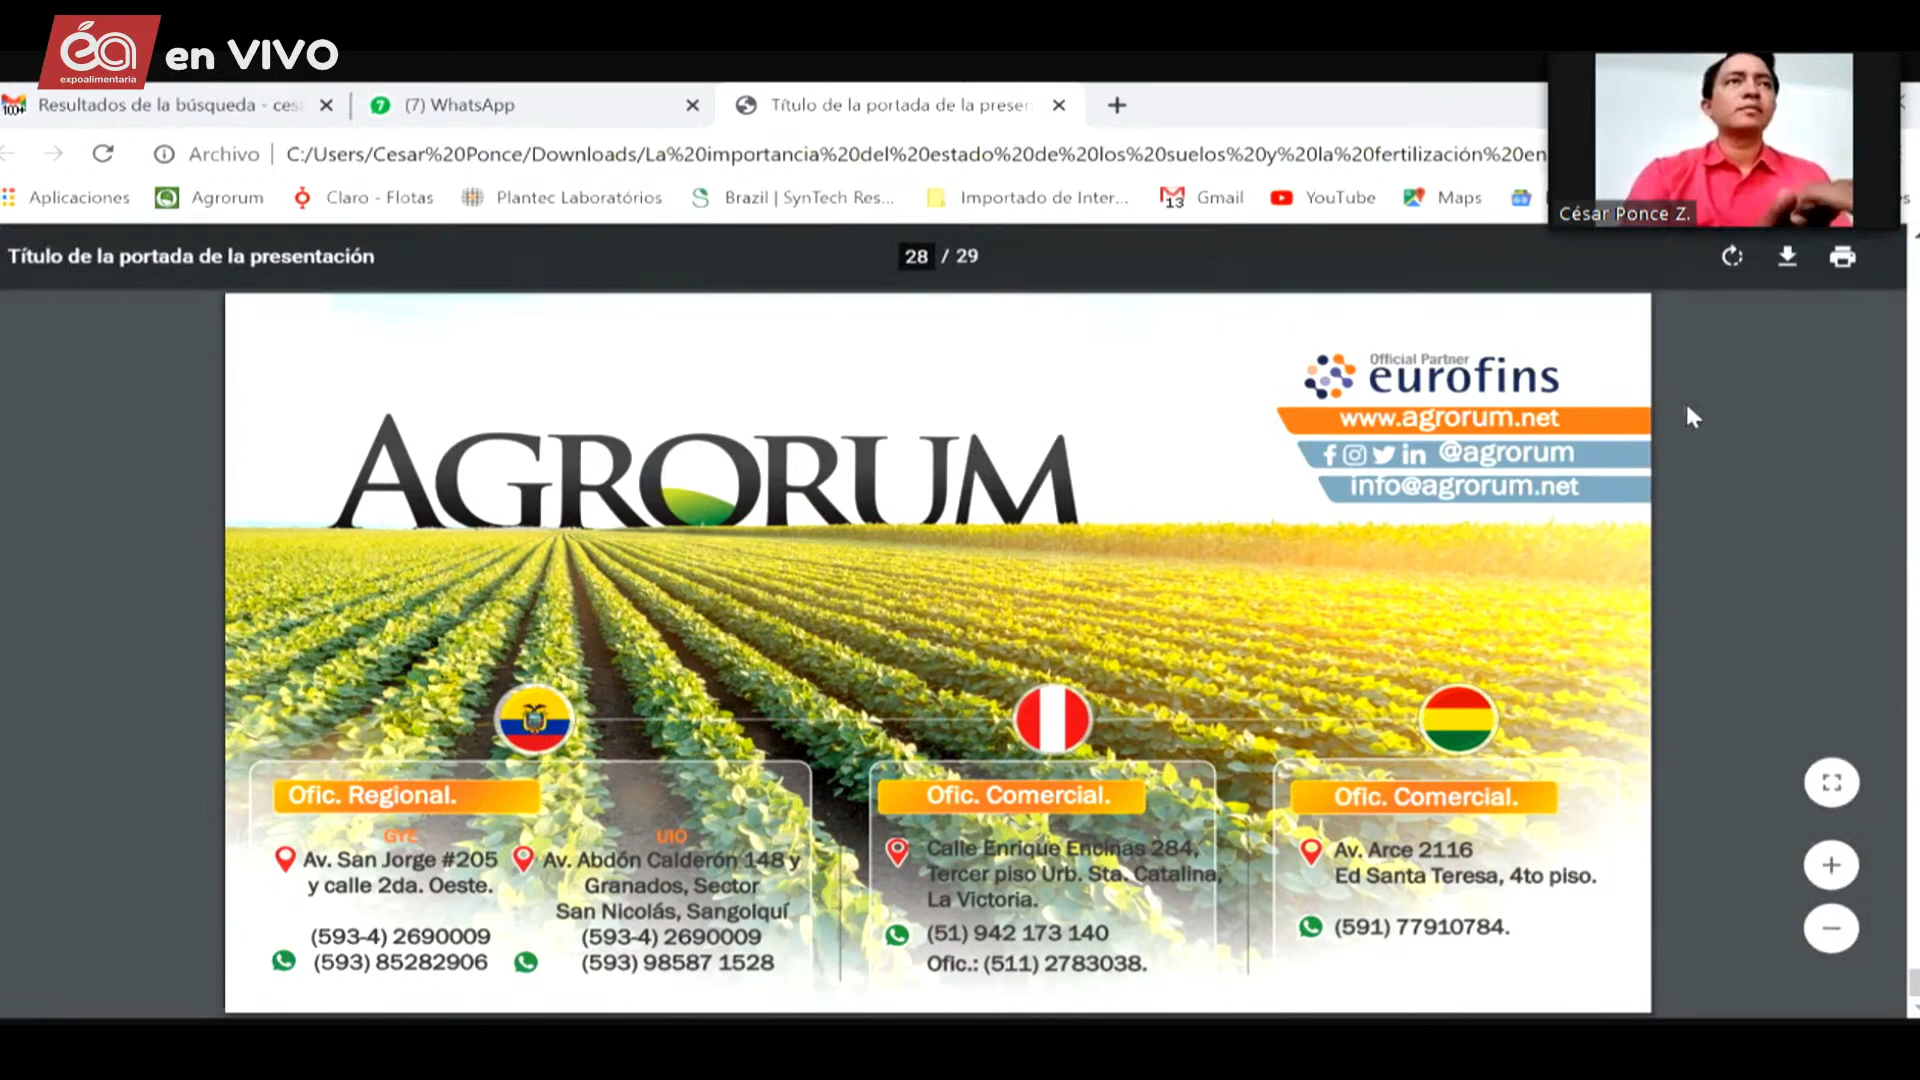 éa
expoalimentaria
en VIVO
100+
Resultados de la búsqueda - ces
7
(7) WhatsApp
Título de la portada de la presen
Archivo
C:/Users/Cesar%20Ponce/Downloads/La%20importancia%20del%20estado%20de%20los%20suelos%20y%20la%20fertilización%20en
Aplicaciones
Agrorum
Claro - Flotas
Plantec Laboratórios
Brazil | SynTech Res...
Importado de Inter...
13
Gmail
YouTube
Maps
César Ponce Z.
Título de la portada de la presentación
28 / 29
Official Partner
eurofins
www.agrorum.net
@agrorum
info@agrorum.net
AGRORUM
Ofic. Regional.
GYE
Av. San Jorge #205
y calle 2da. Oeste.
(593-4) 2690009
(593) 85282906
UIO
Av. Abdón Calderón 148 y
Granados, Sector
San Nicolás, Sangolquí
(593-4) 2690009
(593) 98587 1528
Ofic. Comercial.
Calle Enrique Encinas 284,
Tercer piso Urb. Sta. Catalina,
La Victoria.
(51) 942 173 140
Ofic.: (511) 2783038.
Ofic. Comercial.
Av. Arce 2116
Ed Santa Teresa, 4to piso.
(591) 77910784.